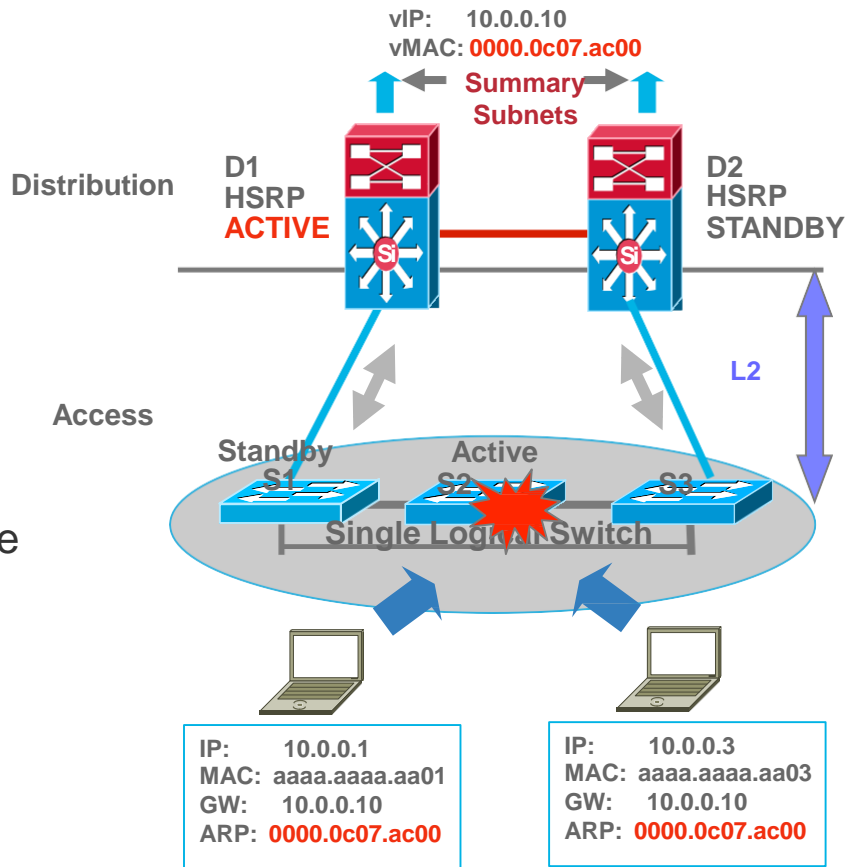 vIP: 10.0.0.10
vMAC: 0000.0c07.ac00
Summary
Subnets
Distribution
D1
HSRP
ACTIVE
D2
HSRP
STANDBY
Si
Si
L2
Access
Standby
S1
Active
S2
S3
e
Single Logical Switch
IP: 10.0.0.1
MAC: aaaa.aaaa.aa01
GW: 10.0.0.10
ARP: 0000.0c07.ac00
IP: 10.0.0.3
MAC: aaaa.aaaa.aa03
GW: 10.0.0.10
ARP: 0000.0c07.ac00